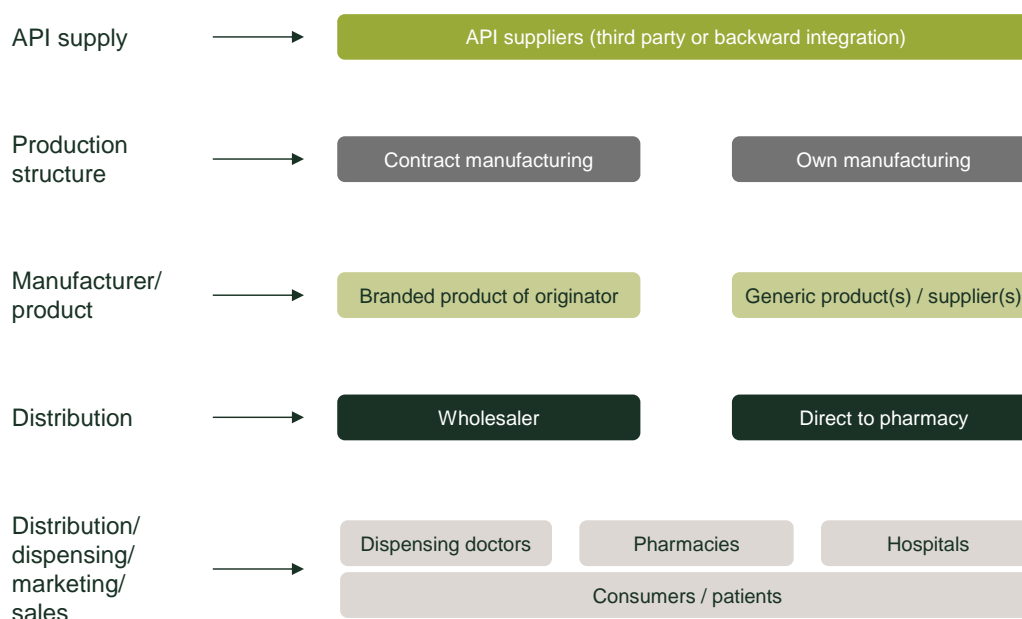 API supply
API suppliers (third party or backward integration)
Production
structure
Contract manufacturing
Own manufacturing
Manufacturer/
product
Branded product of originator
Generic product(s) / supplier(s)
Distribution
Wholesaler
Direct to pharmacy
Distribution/
dispensing/
marketing/
sales
Dispensing doctors
Pharmacies
Hospitals
Consumers / patients